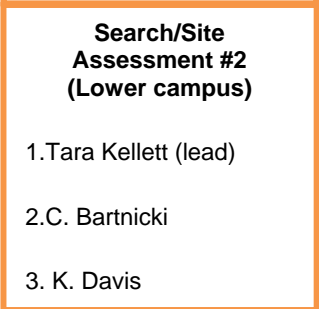 Search/Site
Assessment #2
(Lower campus)
1.Tara Kellett (lead)
2.C. Bartnicki
3. K. Davis